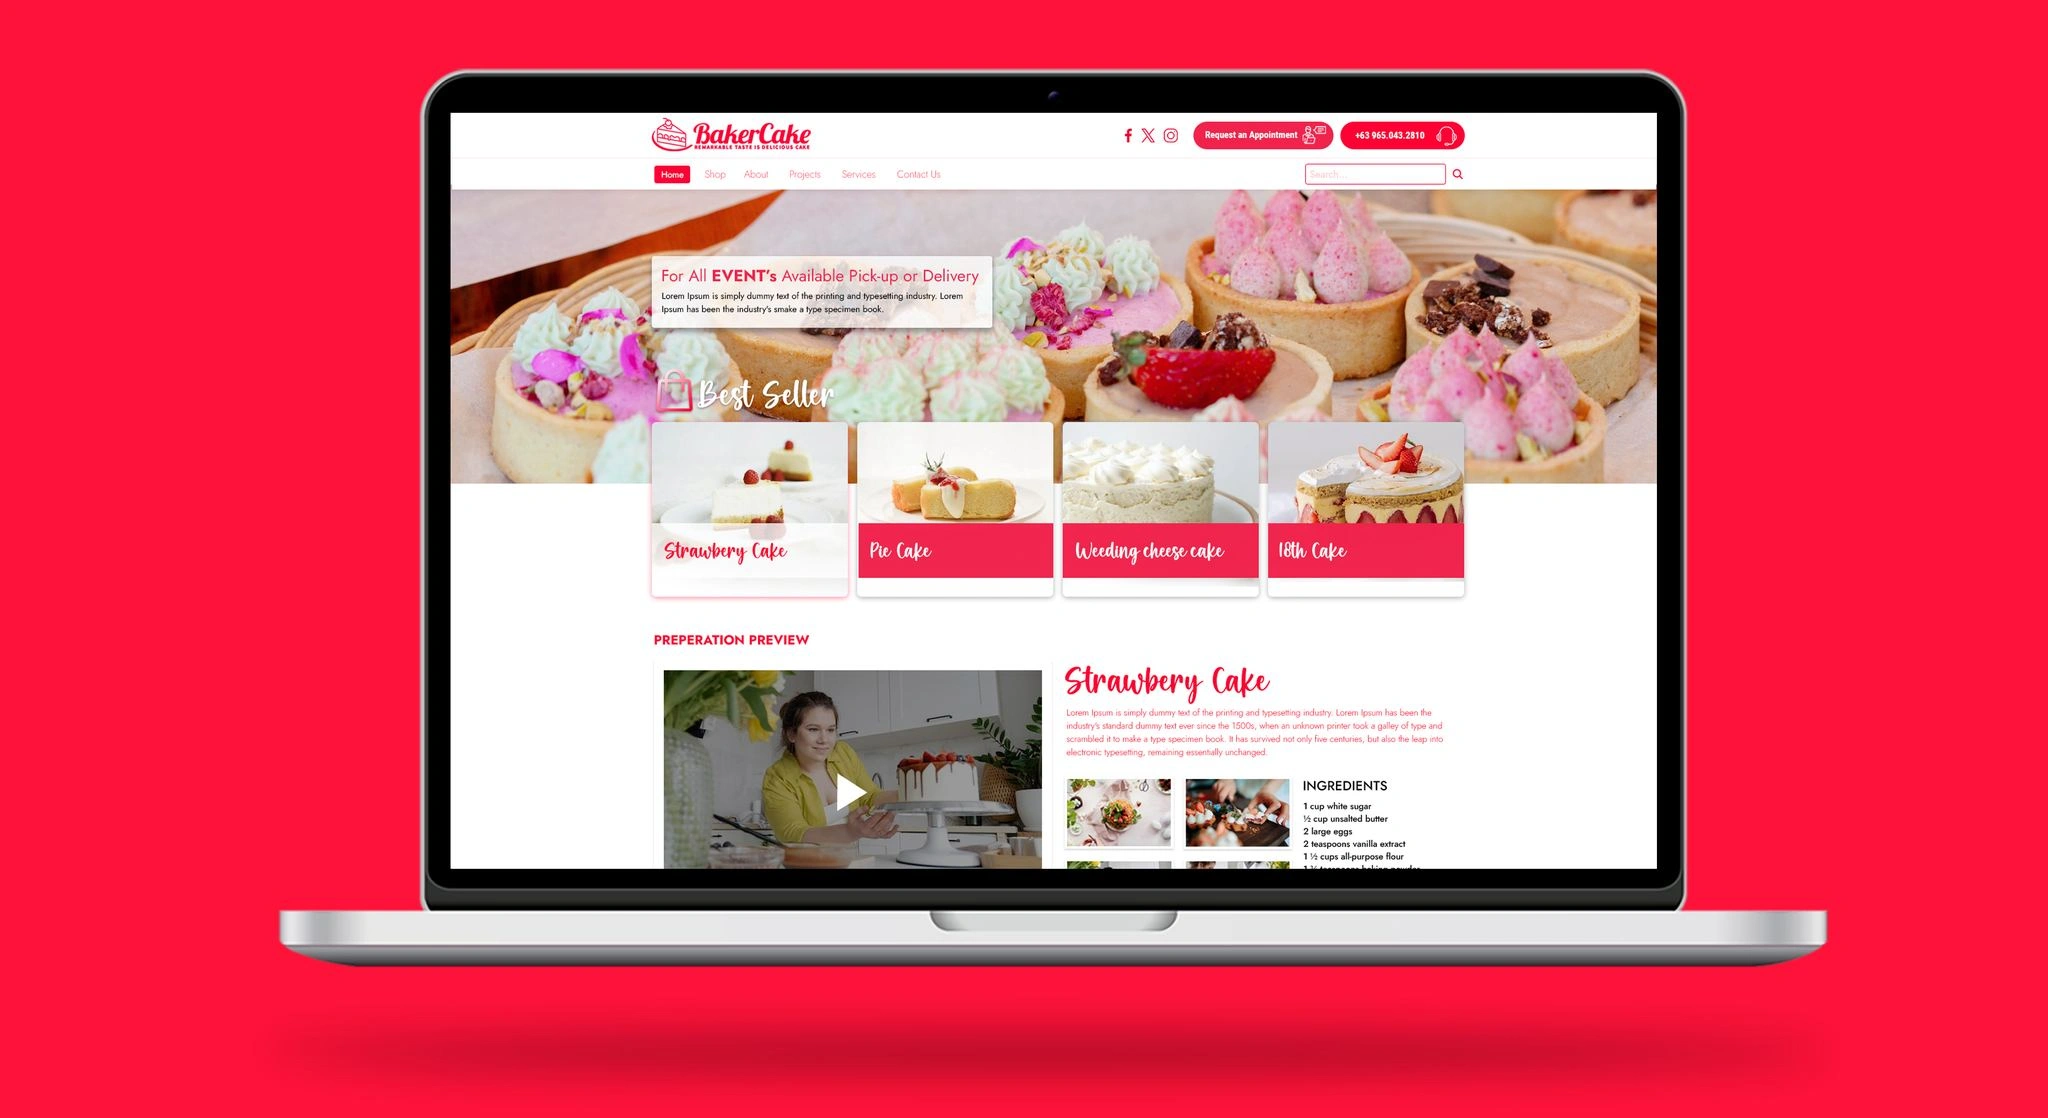 BakerCake
REMARKABLE TASTE IS DELICIOUS CAKE
Request an Appointment
+63 965.043.2810
Home
Shop
About
Projects
Services
Contact Us
Search...
For All EVENT's Available Pick-up or Delivery
Lorem Ipsum is simply dummy text of the printing and typesetting industry. Lorem
Ipsum has been the industry's smake a type specimen book.
Best Seller
Strawbery Cake
Pie Cake
Weeding cheese cake
18th Cake
PREPERATION PREVIEW
Strawbery Cake
Lorem Ipsum is simply dummy text of the printing and typesetting industry. Lorem Ipsum has been the
industry's standard dummy text ever since the 1500s, when an unknown printer took a galley of type and
scrambled it to make a type specimen book. It has survived not only five centuries, but also the leap into
electronic typesetting, remaining essentially unchanged.
INGREDIENTS
1 cup white sugar
½ cup unsalted butter
2 large eggs
2 teaspoons vanilla extract
1 ½ cups all-purpose flour